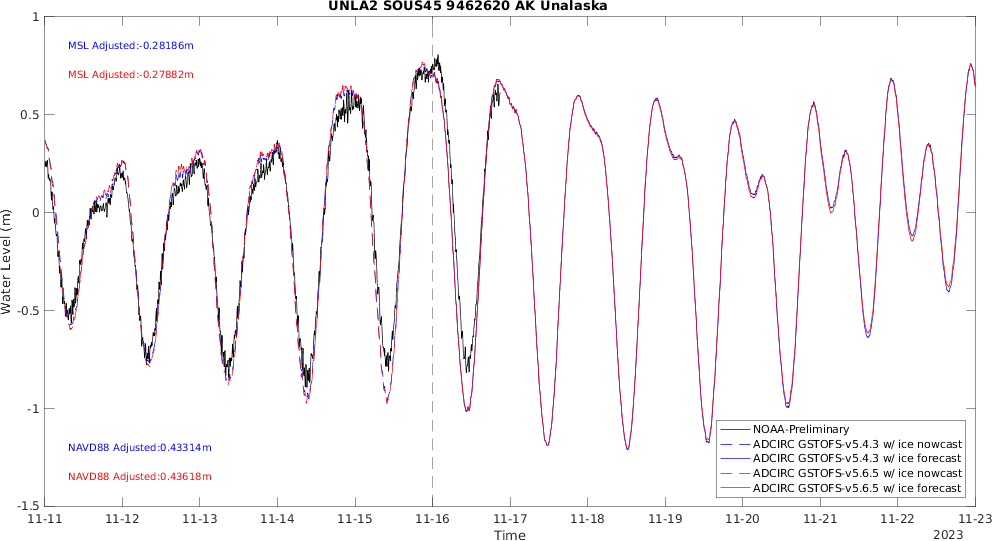 UNLA2 SOUS45 9462620 AK Unalaska
MSL Adjusted:-0.28186m
MSL Adjusted:-0.27882m
NAVD88 Adjusted:0.43314m
NAVD88 Adjusted:0.43618m
Water Level (m)
1
0.5
0
-0.5
-1
-1.5
NOAA-Preliminary
ADCIRC GSTOFS-v5.4.3 w/ ice nowcast
ADCIRC GSTOFS-v5.4.3 w/ ice forecast
ADCIRC GSTOFS-v5.6.5 w/ ice nowcast
ADCIRC GSTOFS-v5.6.5 w/ ice forecast
11-11 11-12 11-13 11-14 11-15 11-16 11-17 11-18 11-19 11-20 11-21 11-22 11-23
Time
2023